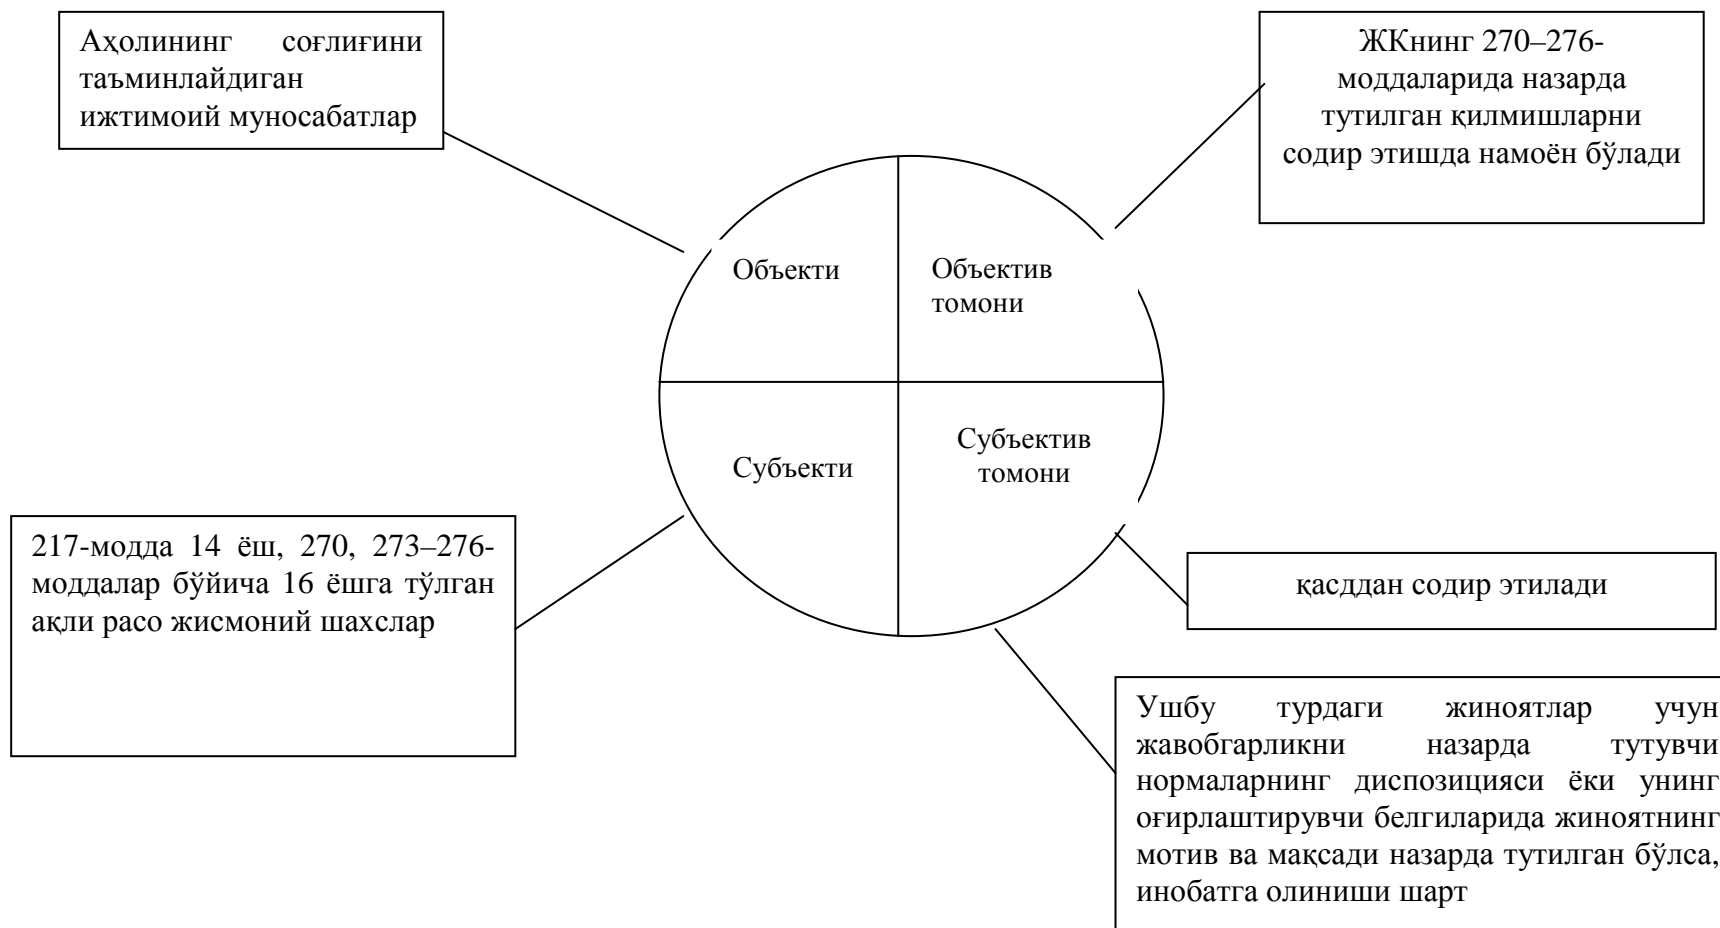 Аҳолининг соғлиғини
таъминлайдиган
ижтимоий муносабатлар
ЖКнинг 270–276-
моддаларида назарда
тутилган қилмишларни
содир этишда намоён бўлади
Объекти
Объектив
томони
Субъекти
Субъектив
томони
217-модда 14 ёш, 270, 273–276-
моддалар бўйича 16 ёшга тўлган
ақли расо жисмоний шахслар
қасддан содир этилади
Ушбу турдаги жиноятлар учун
жавобгарликни назарда тутувчи
нормаларнинг диспозицияси ёки унинг
оғирлаштирувчи белгиларида жиноятнинг
мотив ва мақсади назарда тутилган бўлса,
инобатга олиниши шарт